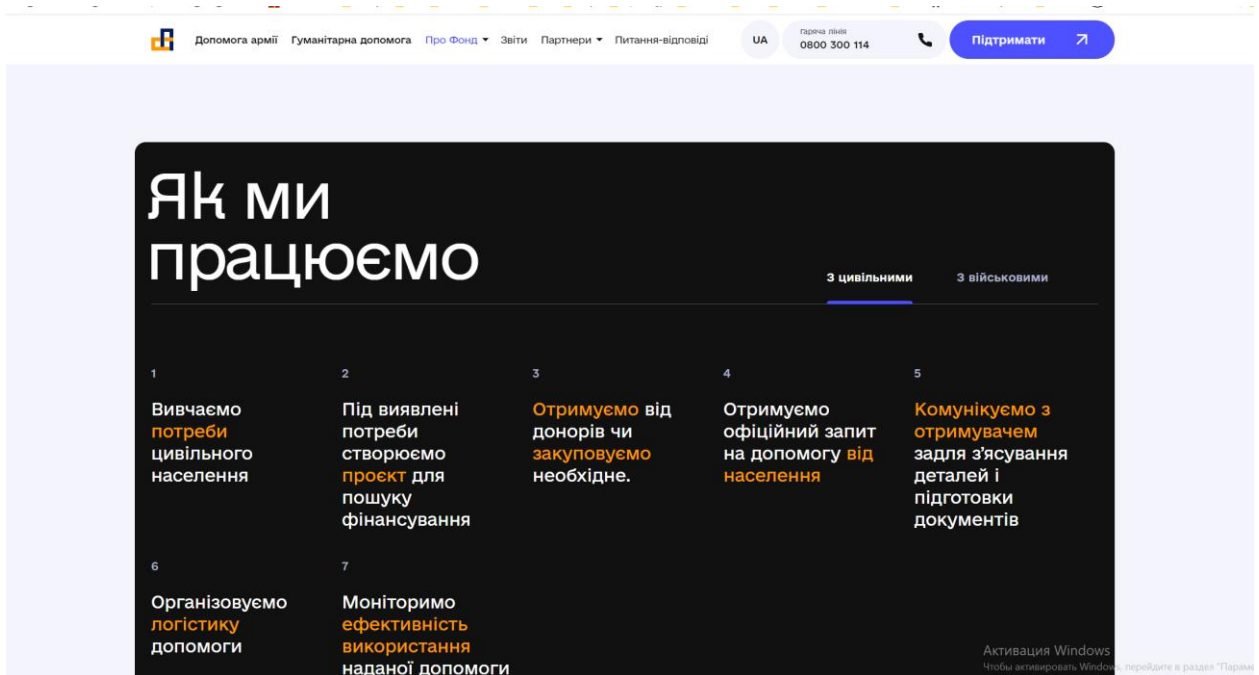 Допомога армії Гуманітарна допомога Про Фонд Звіти Партнери Питання-відповіді UA Гаряча лінія Підтримати
0800 300 114
Як ми
працюємо
З цивільними З військовими
1
Вивчаємо
потреби
цивільного
населення
2
Під виявлені
потреби
створюємо
проєкт для
пошуку
фінансування
3
Отримуємо від
донорів чи
закуповуємо
необхідне.
4
Отримуємо
офіційний запит
на допомогу від
населення
5
Комунікуємо з
отримувачем
задля з'ясування
деталей і
підготовки
документів
6
Організовуємо
логістику
допомоги
7
Моніторимо
ефективність
використання
наданої допомоги
Активация Windows
Чтобы активировать Windows, перейдите в раздел "Параме